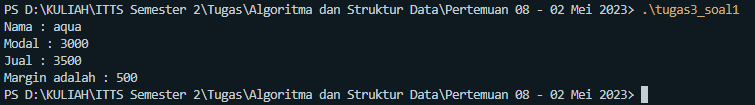 PS D:\KULIAH\ITTS Semester 2\Tugas\Algoritma dan Struktur Data\Pertemuan 08 - 02 Mei 2023> .\tugas3_soal1
Nama : aqua
Modal : 3000
Jual : 3500
Margin adalah : 500
PS D:\KULIAH\ITTS Semester 2\Tugas\Algoritma dan Struktur Data\Pertemuan 08 - 02 Mei 2023>